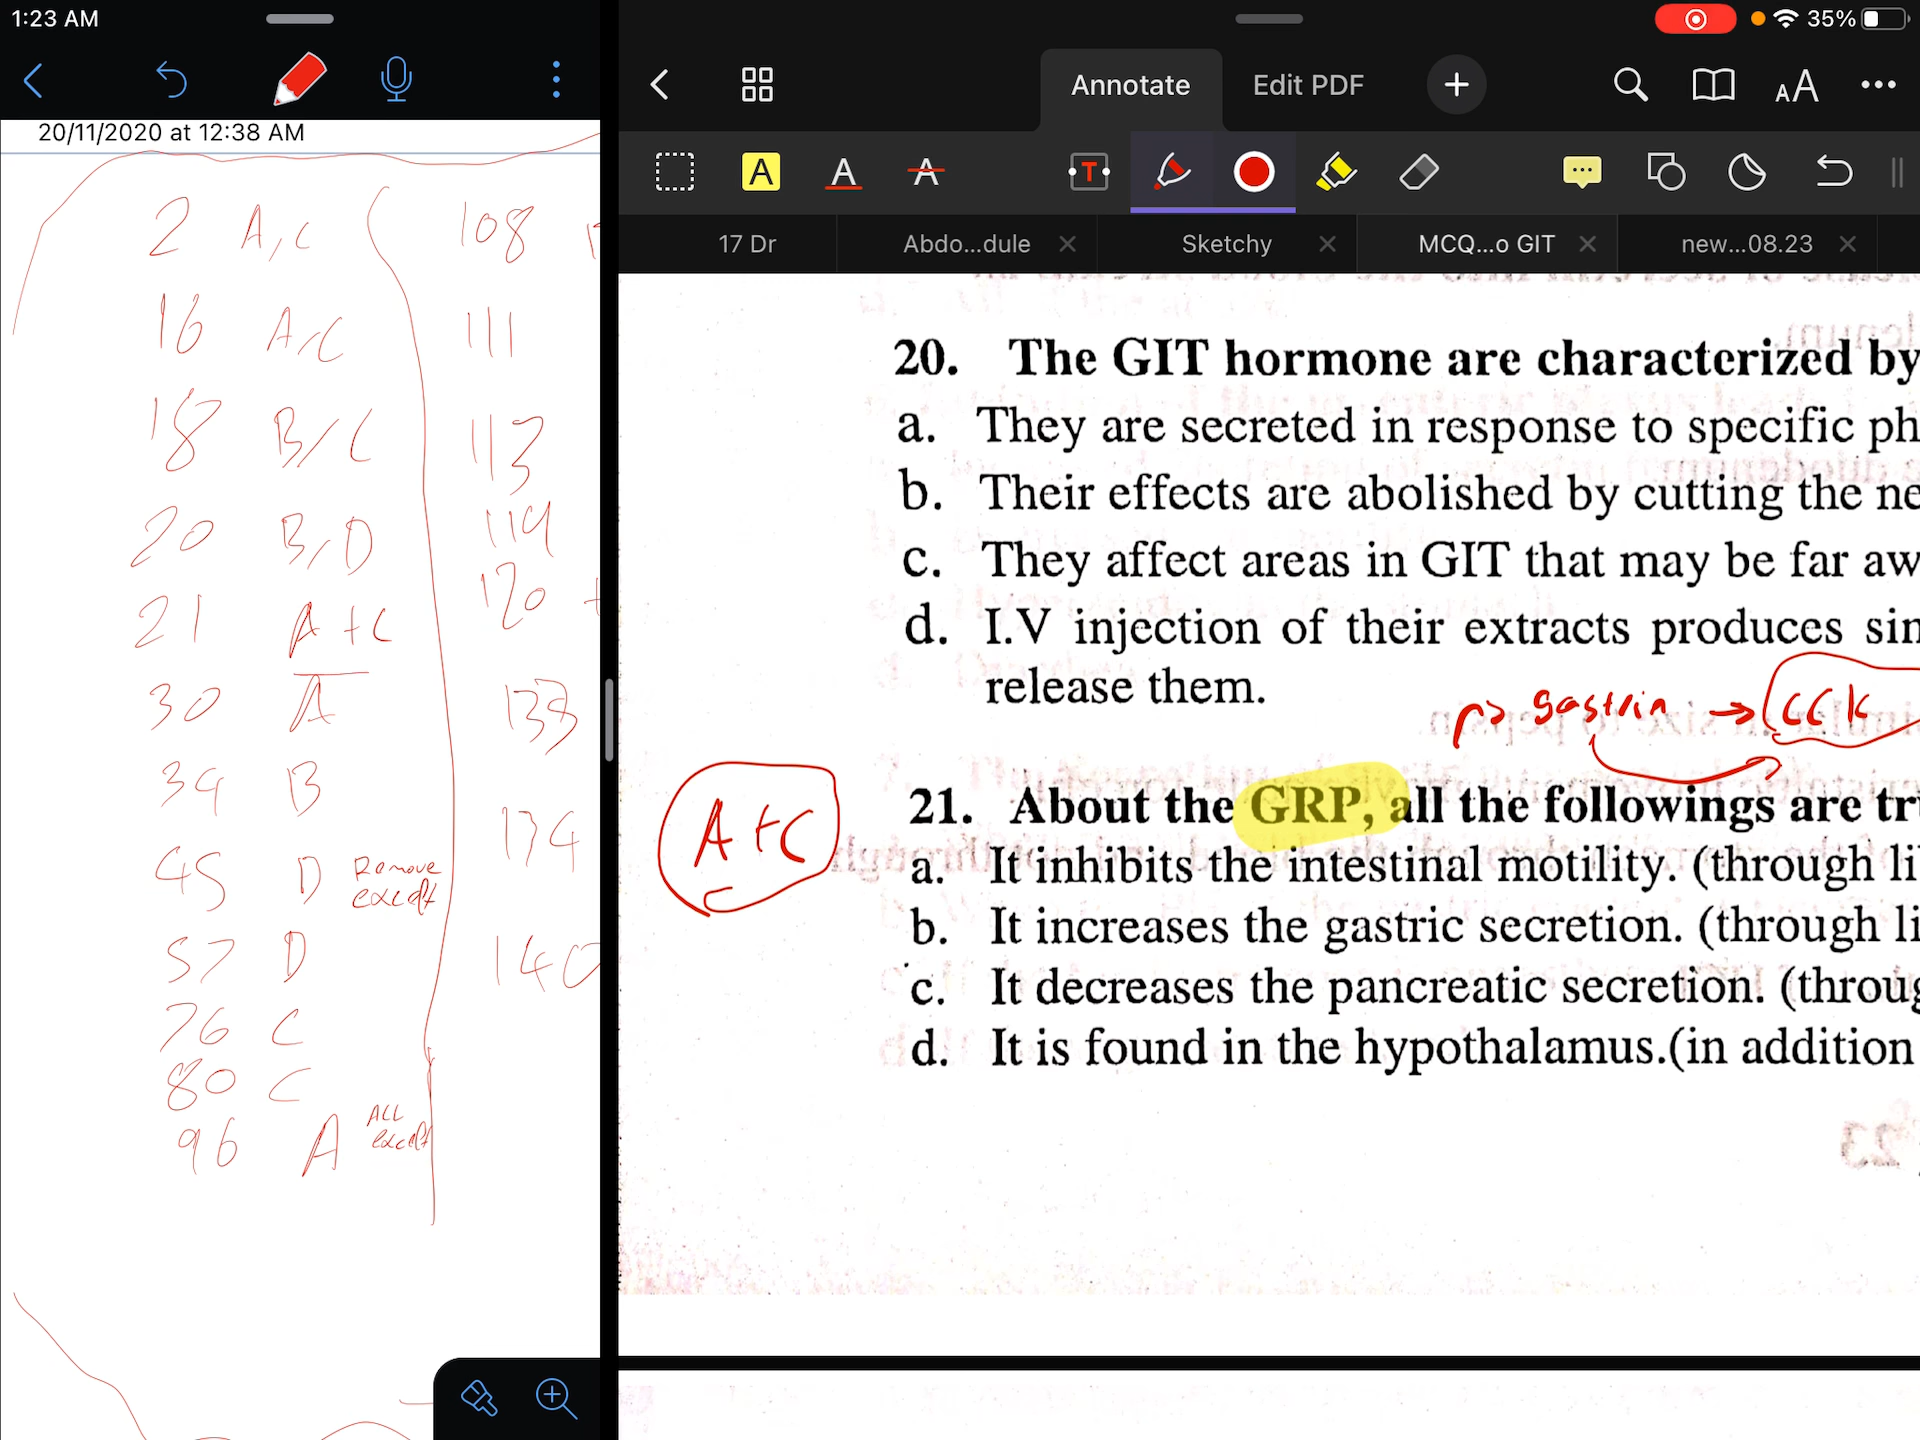 1:23 AM
35%
Annotate
Edit PDF
20/11/2020 at 12:38 AM
17 Dr
Abdo...dule
Sketchy
MCQ...o GIT
new...08.23
2 A,C
16 A,C
18 B/C
20 B,D
21 A+C
30 A
34 B
45 D Remove except
57 D
76 C
80 C
96 A ALL except
108
111
113
114
120
133
134
140
20. The GIT hormone are characterized by
a. They are secreted in response to specific ph
b. Their effects are abolished by cutting the ne
c. They affect areas in GIT that may be far aw
d. I.V injection of their extracts produces sin
release them.
gastrin → CCK
A+C
21. About the GRP, all the followings are tr
a. It inhibits the intestinal motility. (through li
b. It increases the gastric secretion. (through li
c. It decreases the pancreatic secretion. (throug
d. It is found in the hypothalamus.(in addition